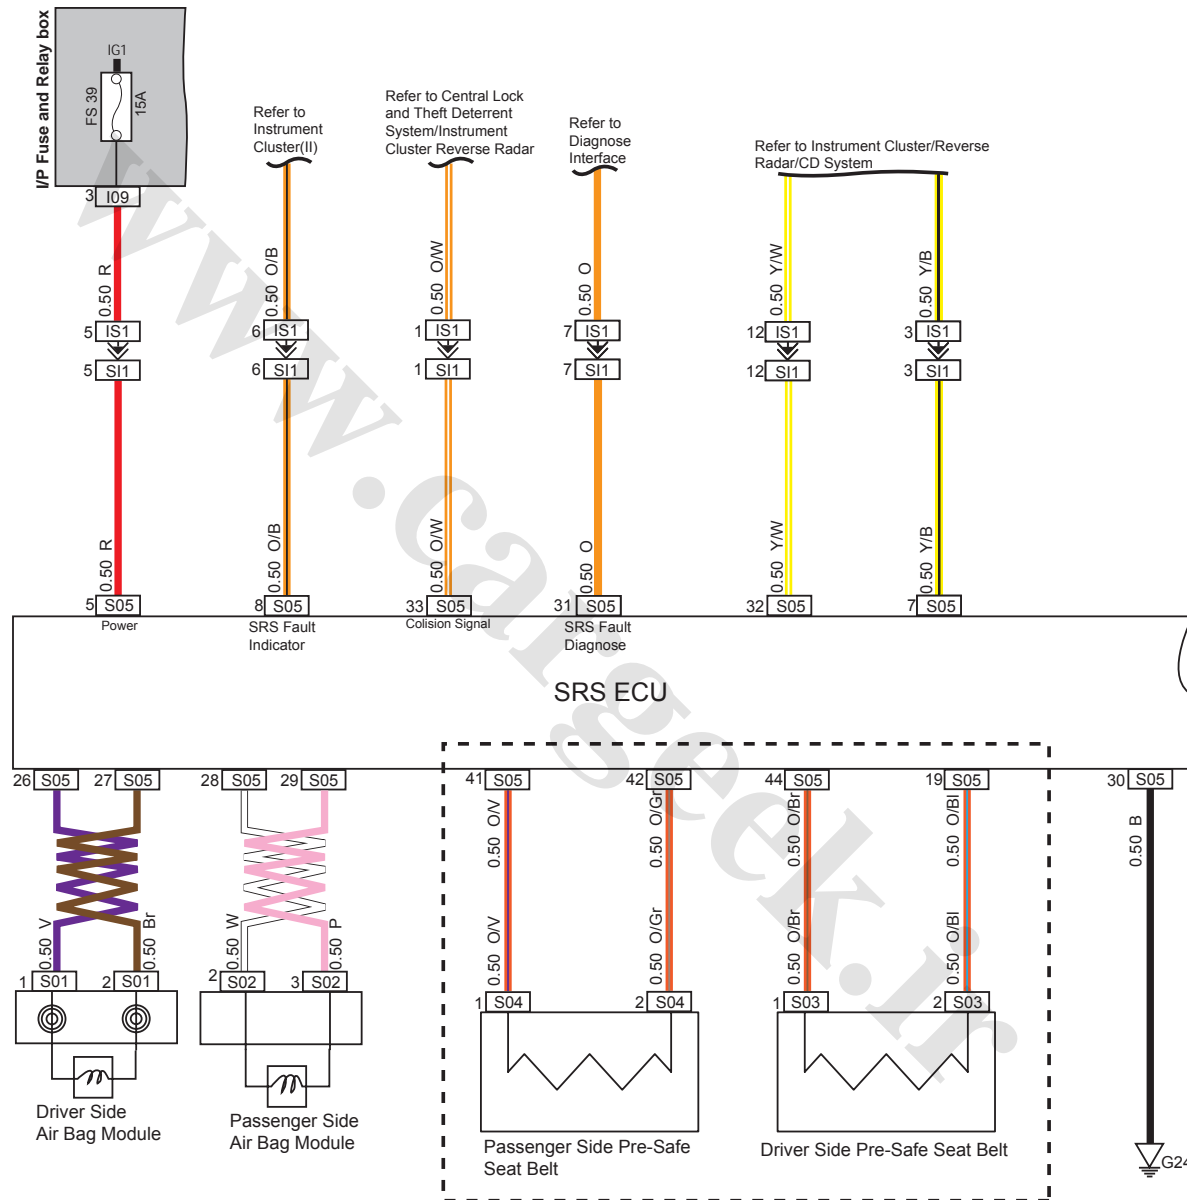 I/P Fuse and Relay box
IG1
FS 39
15A
3 I09
Refer to
Instrument
Cluster(II)
Refer to Central Lock
and Theft Deterrent
System/Instrument
Cluster Reverse Radar
Refer to
Diagnose
Interface
Refer to Instrument Cluster/Reverse
Radar/CD System
0.50 R
0.50 O/B
0.50 O/W
0.50 O
0.50 Y/W
0.50 Y/B
5 IS1
6 IS1
1 IS1
7 IS1
12 IS1
3 IS1
5 SI1
6 SI1
1 SI1
7 SI1
12 SI1
3 SI1
0.50 R
0.50 O/B
0.50 O/W
0.50 O
0.50 Y/W
0.50 Y/B
5 S05
8 S05
33 S05
31 S05
32 S05
7 S05
Power
SRS Fault
Indicator
Colision Signal
SRS Fault
Diagnose
SRS ECU
26 S05
27 S05
28 S05
29 S05
41 S05
42 S05
44 S05
19 S05
30 S05
0.50 O/V
0.50 O/Gr
0.50 O/Br
0.50 O/Bl
0.50 B
0.50 V
0.50 Br
0.50 W
0.50 P
0.50 O/V
0.50 O/Gr
0.50 O/Br
0.50 O/Bl
1 S01
2 S01
2 S02
3 S02
1 S04
2 S04
1 S03
2 S03
Driver Side
Air Bag Module
Passenger Side
Air Bag Module
Passenger Side Pre-Safe
Seat Belt
Driver Side Pre-Safe Seat Belt
G24
www.cargeek.ir